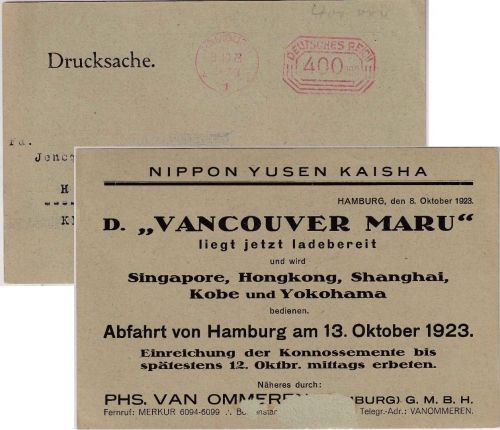 Drucksache.
DEUTSCHES REICH
400
Fa.
H
NIPPON YUSEN KAISHA
HAMBURG, den 8. Oktober 1923.
D. „VANCOUVER MARU“
liegt jetzt ladebereit
und wird
Singapore, Hongkong, Shanghai,
Kobe und Yokohama
bedienen.
Abfahrt von Hamburg am 13. Oktober 1923.
Einreichung der Konnossemente bis
spätestens 12. Oktbr. mittags erbeten.
Näheres durch:
PHS. VAN OMMEREN BURG) G. M. B. H.
Fernruf: MERKUR 6094-6099 Telegr.-Adr.: VANOMMEREN.